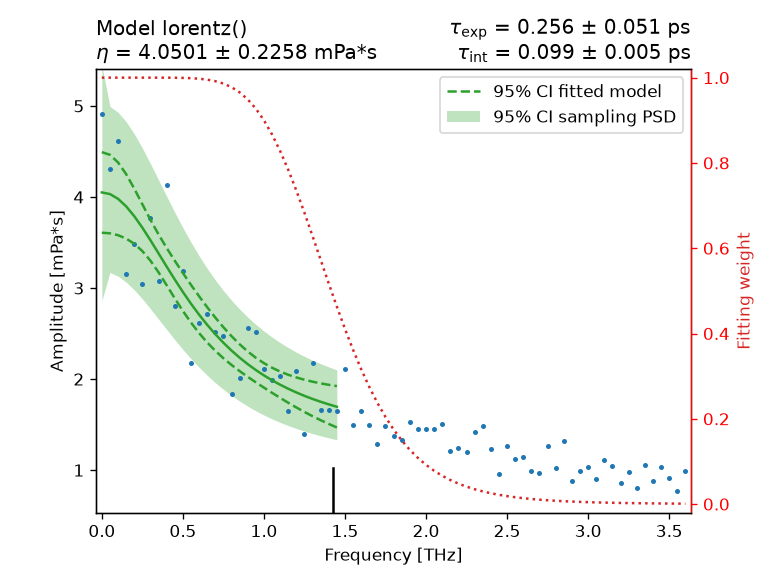 Model lorentz()
η = 4.0501 ± 0.2258 mPa*s
τexp = 0.256 ± 0.051 ps
τint = 0.099 ± 0.005 ps
95% CI fitted model
95% CI sampling PSD
Amplitude [mPa*s]
5
4
3
2
1
1.0
0.8
0.6
0.4
0.2
0.0
Fitting weight
0.0 0.5 1.0 1.5 2.0 2.5 3.0 3.5
Frequency [THz]